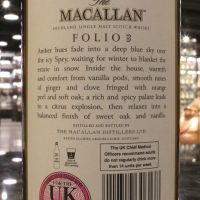 The
MACALLAN
HIGHLAND SINGLE MALT SCOTCH WHISKY
FOLIO
Amber hues fade into a deep blue sky over
the icy Spey, waiting for winter to blanket the
estate in snow. Inside the house, warmth
and comfort from vanilla pods, smooth notes
of ginger and clove fringed with orange
peel and soft oak; a rich and spicy palate leads
to a citrus explosion, then relaxes into a
balanced finish of sweet oak and vanilla.
DISTILLED AND BOTTLED BY
THE MACALLAN DISTILLERS LTD
The UK Chief Medical
Officers recommend adults
do not regularly drink more
than 14 units per week
FOR THE
UK